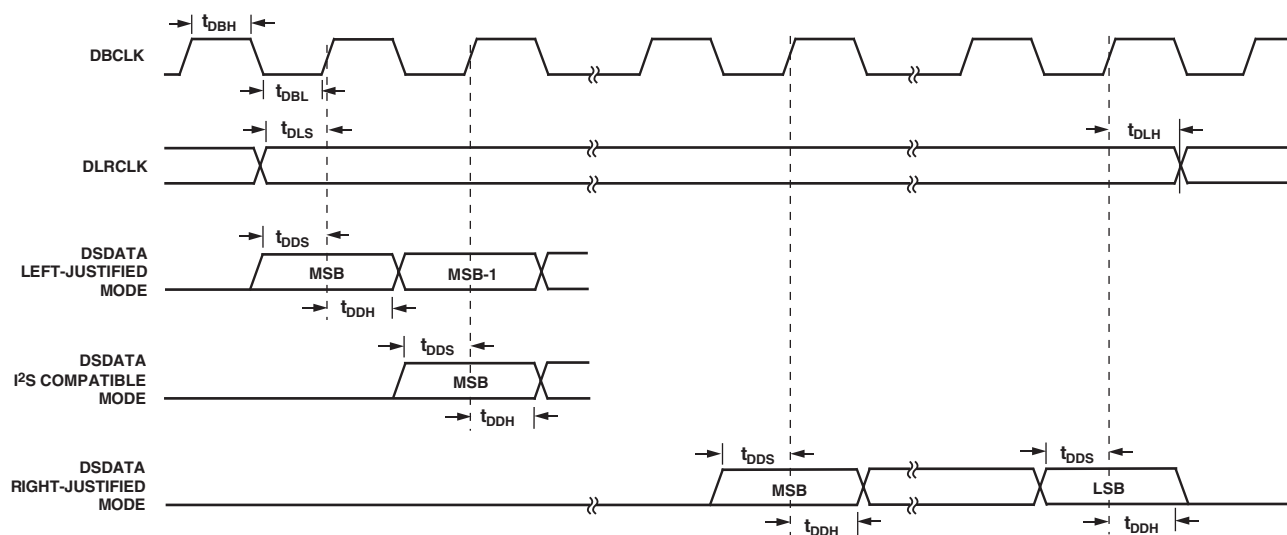 tDBH
DBCLK
tDBL
tDLS
tDLH
DLRCLK
tDDS
DSDATA
LEFT-JUSTIFIED
MODE
MSB
MSB-1
tDDH
tDDS
DSDATA
I²S COMPATIBLE
MODE
MSB
tDDH
tDDS
tDDS
DSDATA
RIGHT-JUSTIFIED
MODE
MSB
LSB
tDDH
tDDH